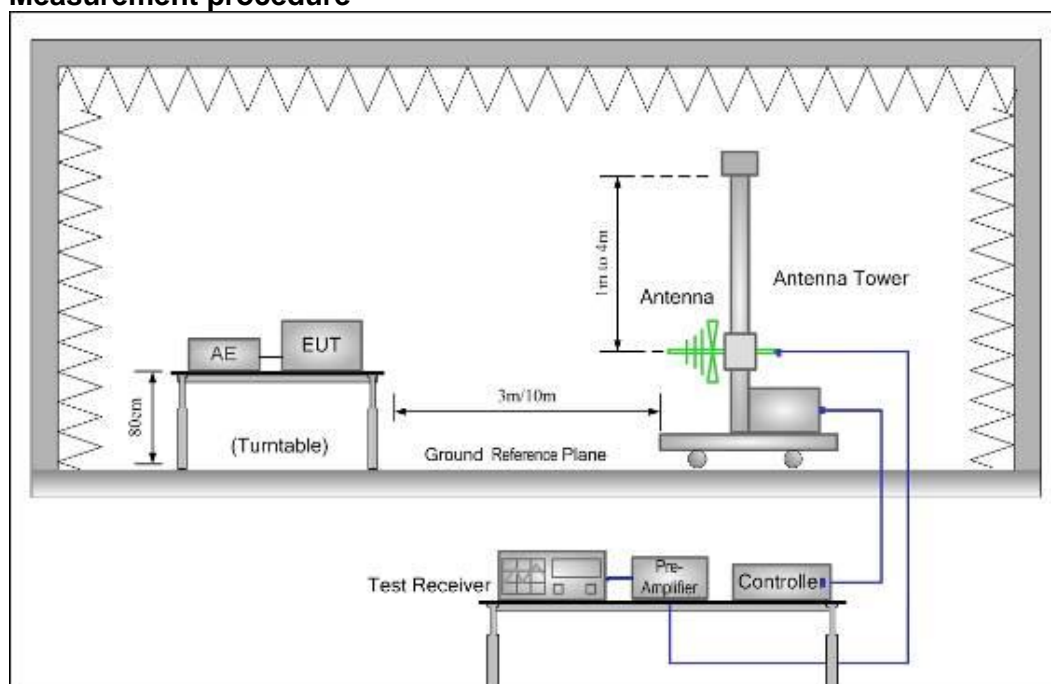 Measurement procedure
1m to 4m
Antenna
Antenna Tower
AE
EUT
80cm
3m/10m
(Turntable)
Ground Reference Plane
Test Receiver
Pre-
Amplifier
Controlle